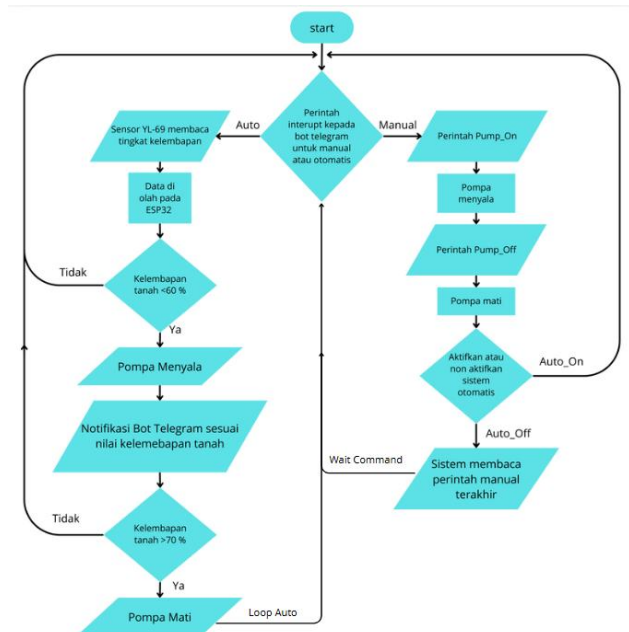 start
Perintah
interupt kepada
bot telegram
untuk manual
atau otomatis
Auto
Manual
Sensor YL-69 membaca
tingkat kelembapan
Data di
olah pada
ESP32
Tidak
Kelembapan
tanah <60 %
Ya
Pompa Menyala
Notifikasi Bot Telegram sesuai
nilai kelemebapan tanah
Tidak
Kelembapan
tanah >70 %
Ya
Pompa Mati
Loop Auto
Perintah Pump_On
Pompa
menyala
Perintah Pump_Off
Pompa mati
Aktifkan atau
non aktifkan
sistem
otomatis
Auto_On
Auto_Off
Wait Command
Sistem membaca
perintah manual
terakhir